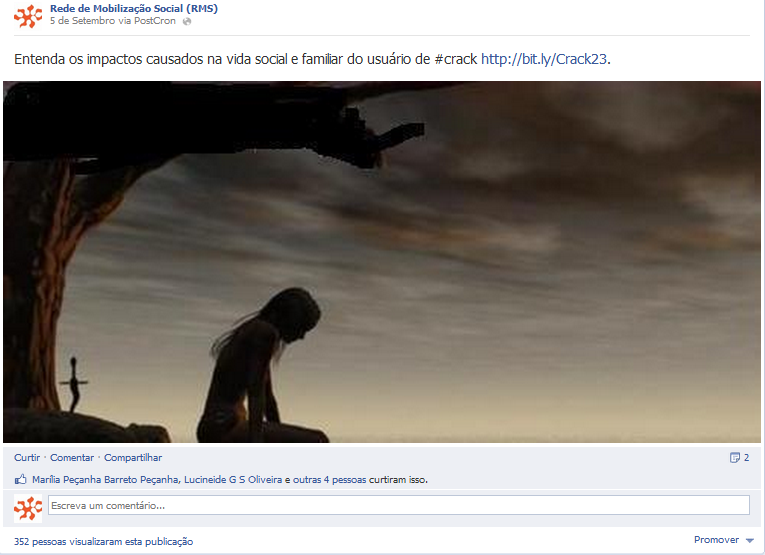 Rede de Mobilização Social (RMS)
5 de Setembro via PostCron
Entenda os impactos causados na vida social e familiar do usuário de #crack http://bit.ly/Crack23.
Curtir · Comentar · Compartilhar
2
Marília Peçanha Barreto Peçanha, Lucineide G S Oliveira e outras 4 pessoas curtiram isso.
Escreva um comentário...
352 pessoas visualizaram esta publicação
Promover